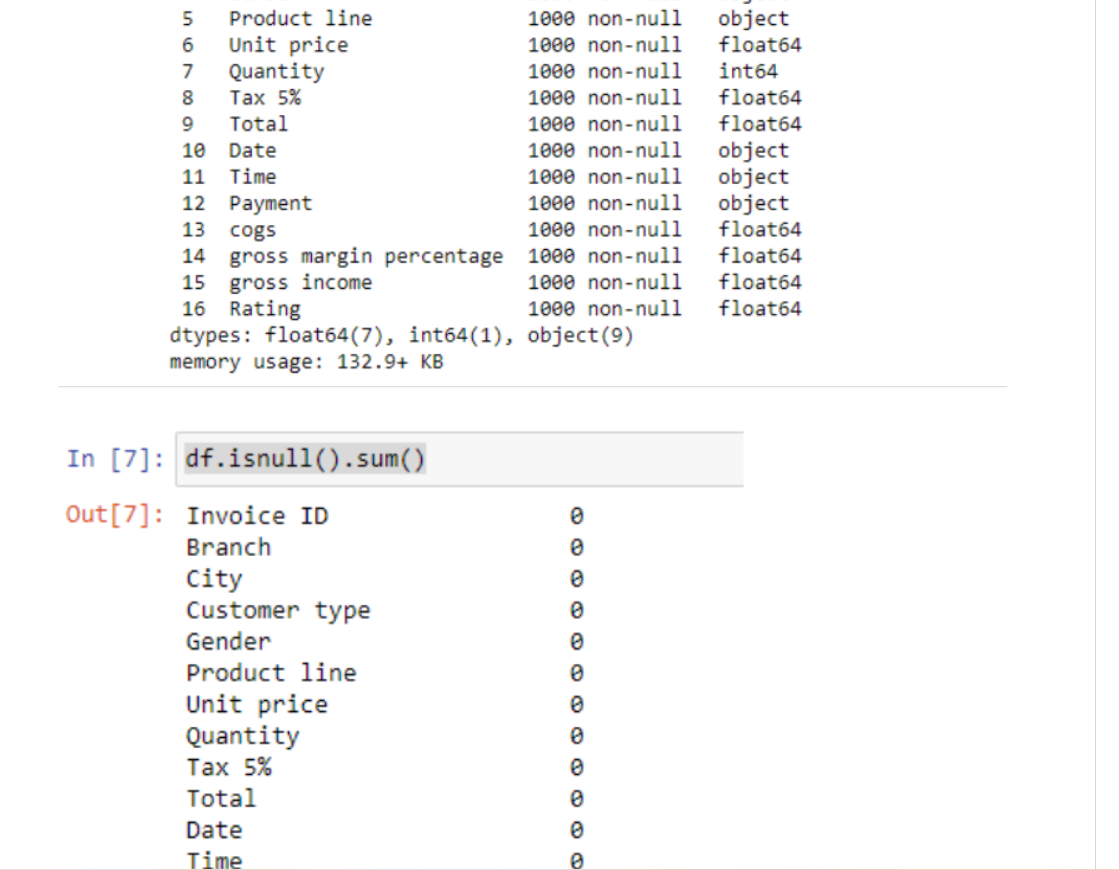 5 Product line 1000 non-null object
6 Unit price 1000 non-null float64
7 Quantity 1000 non-null int64
8 Tax 5% 1000 non-null float64
9 Total 1000 non-null float64
10 Date 1000 non-null object
11 Time 1000 non-null object
12 Payment 1000 non-null object
13 cogs 1000 non-null float64
14 gross margin percentage 1000 non-null float64
15 gross income 1000 non-null float64
16 Rating 1000 non-null float64
dtypes: float64(7), int64(1), object(9)
memory usage: 132.9+ KB
In [7]: df.isnull().sum()
Out[7]: Invoice ID 0
Branch 0
City 0
Customer type 0
Gender 0
Product line 0
Unit price 0
Quantity 0
Tax 5% 0
Total 0
Date 0
Time 0